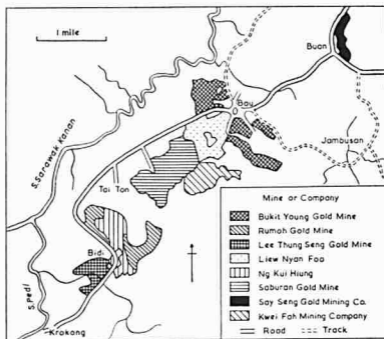 1 mile
Buan
Bau
S. Sarawak Kanan
Jambusan
Tai Ton
Bidi
S. Pedi
Krokong
Mine or Company
Bukit Young Gold Mine
Rumoh Gold Mine
Lee Thung Seng Gold Mine
Liew Nyan Foo
Ng Kui Hiung
Saburan Gold Mine
Say Seng Gold Mining Co.
Kwei Fah Mining Company
Road
Track